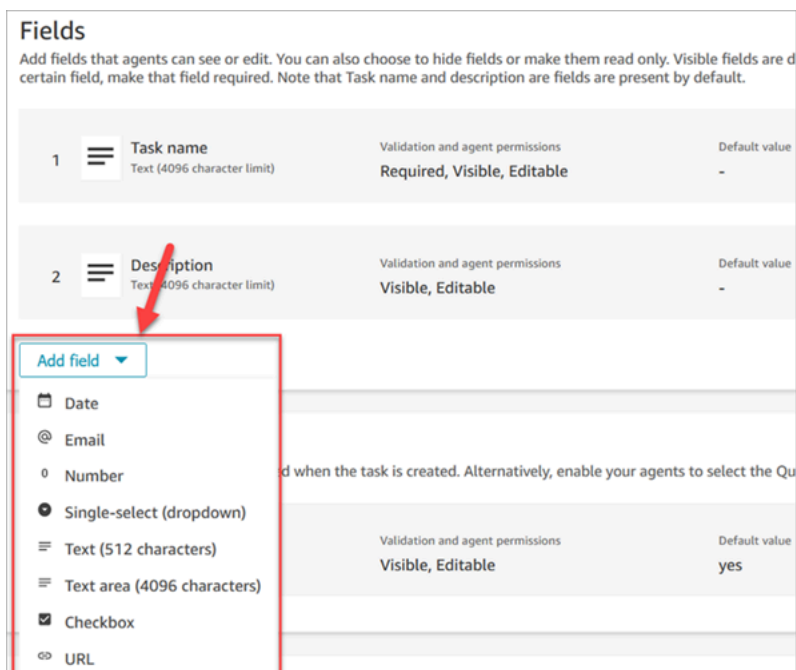 Fields
Add fields that agents can see or edit. You can also choose to hide fields or make them read only. Visible fields are d
certain field, make that field required. Note that Task name and description are fields are present by default.
1
Task name
Text (4096 character limit)
Validation and agent permissions
Required, Visible, Editable
Default value
-
2
Description
Text (4096 character limit)
Validation and agent permissions
Visible, Editable
Default value
-
Add field
Date
Email
0 Number
d when the task is created. Alternatively, enable your agents to select the Qu
Single-select (dropdown)
Text (512 characters)
Text area (4096 characters)
Checkbox
URL
Validation and agent permissions
Visible, Editable
Default value
yes